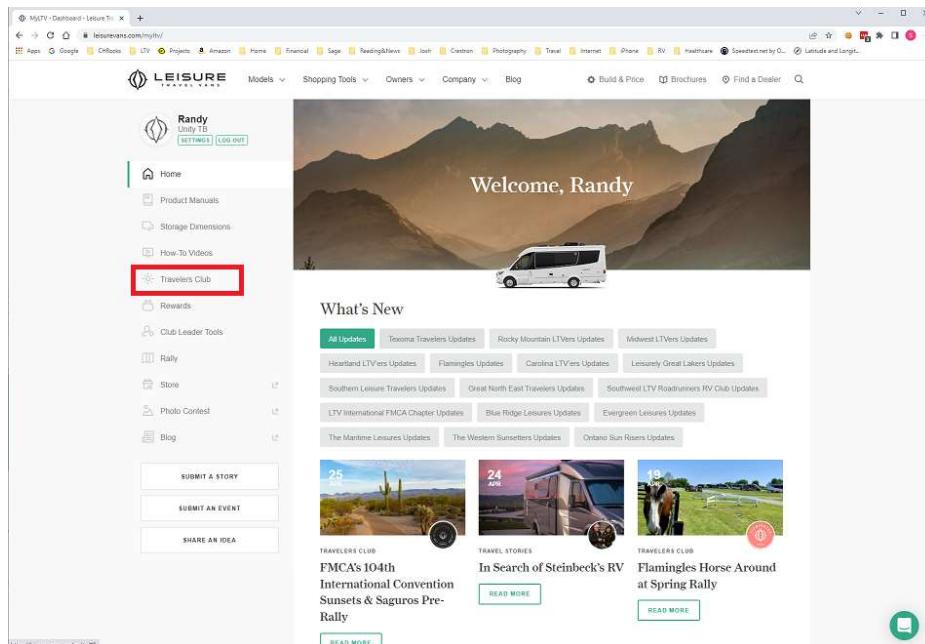 MyLTV - Dashboard - Leisure Tr
leisurevans.com/myltv/
Apps Google CHRooks LTV Projects Amazon Home Financial Sage Reading&News Josh Crestron Photography Travel Internet iPhone RV Healthcare Speedtest.net by O... Latitude and Longit...
LEISURE
TRAVEL VANS
Models Shopping Tools Owners Company Blog Build & Price Brochures Find a Dealer
Randy
Unity TB
SETTINGS LOG OUT
Home
Product Manuals
Storage Dimensions
How-To Videos
Travelers Club
Rewards
Club Leader Tools
Rally
Store
Photo Contest
Blog
SUBMIT A STORY
SUBMIT AN EVENT
SHARE AN IDEA
Welcome, Randy
What's New
All Updates Texoma Travelers Updates Rocky Mountain LTVers Updates Midwest LTVers Updates
Heartland LTV'ers Updates Flamingles Updates Carolina LTV'ers Updates Leisurely Great Lakers Updates
Southern Leisure Travelers Updates Great North East Travelers Updates Southwest LTV Roadrunners RV Club Updates
LTV International FMCA Chapter Updates Blue Ridge Leisures Updates Evergreen Leisures Updates
The Maritime Leisures Updates The Western Sunsetters Updates Ontario Sun Risers Updates
25
APR
TRAVELERS CLUB
FMCA's 104th
International Convention
Sunsets & Saguros Pre-
Rally
READ MORE
24
APR
TRAVEL STORIES
In Search of Steinbeck's RV
READ MORE
19
APR
TRAVELERS CLUB
Flamingles Horse Around
at Spring Rally
READ MORE